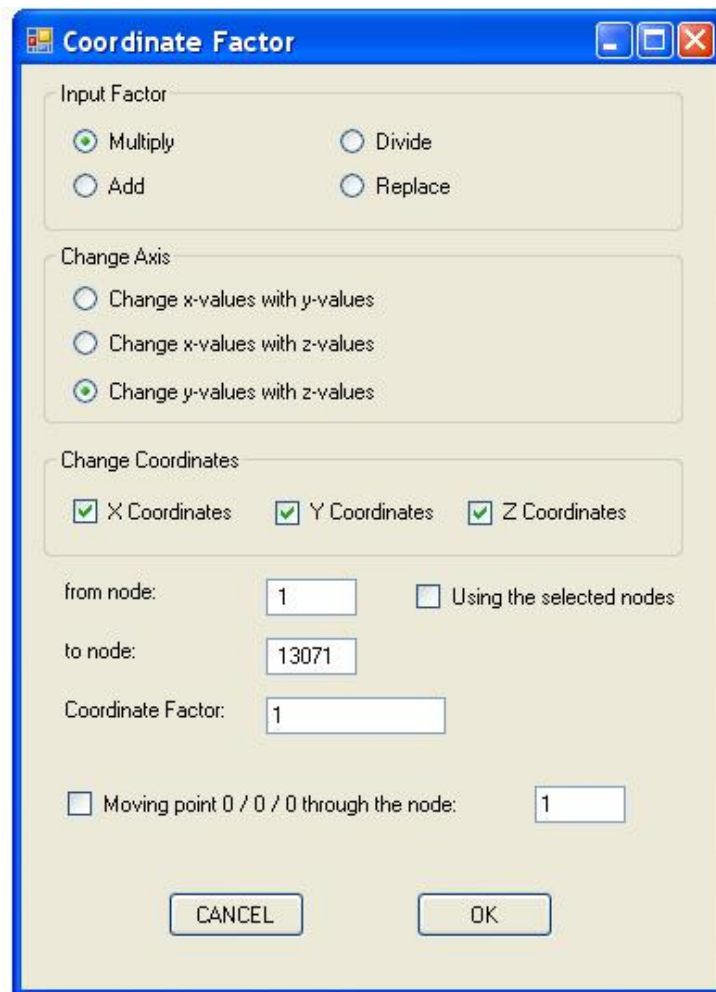 Coordinate Factor
Input Factor
Multiply Divide
Add Replace
Change Axis
Change x-values with y-values
Change x-values with z-values
Change y-values with z-values
Change Coordinates
X Coordinates Y Coordinates Z Coordinates
from node: 1 Using the selected nodes
to node: 13071
Coordinate Factor: 1
Moving point 0 / 0 / 0 through the node: 1
CANCEL OK